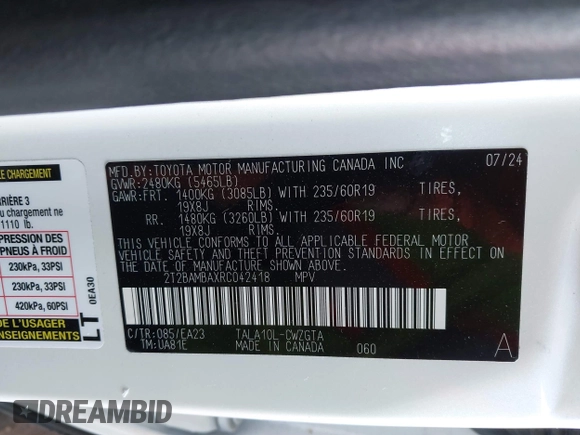 LE CHARGEMENT
RIÈRE 3
u chargement ne
1110 lb.
PRESSION DES
PNEUS À FROID
230kPa, 33PSI
230kPa, 33PSI
420kPa, 60PSI
DE L'USAGER
ENSEIGNEMENTS
LT
0EA30
MFD.BY:TOYOTA MOTOR MANUFACTURING CANADA INC 07/24
GVWR:2480KG (5465LB)
GAWR:FRT. 1400KG (3085LB) WITH 235/60R19 TIRES,
19X8J RIMS.
RR. 1480KG (3260LB) WITH 235/60R19 TIRES,
19X8J RIMS.
THIS VEHICLE CONFORMS TO ALL APPLICABLE FEDERAL MOTOR
VEHICLE SAFETY AND THEFT PREVENTION STANDARDS IN EFFECT ON
THE DATE OF MANUFACTURE SHOWN ABOVE.
2T2BAMBAXRC042418 MPV
C/TR:085/EA23 TALA10L-CWZGTA
TM:UA81E MADE IN CANADA 060 A
DREAMBID